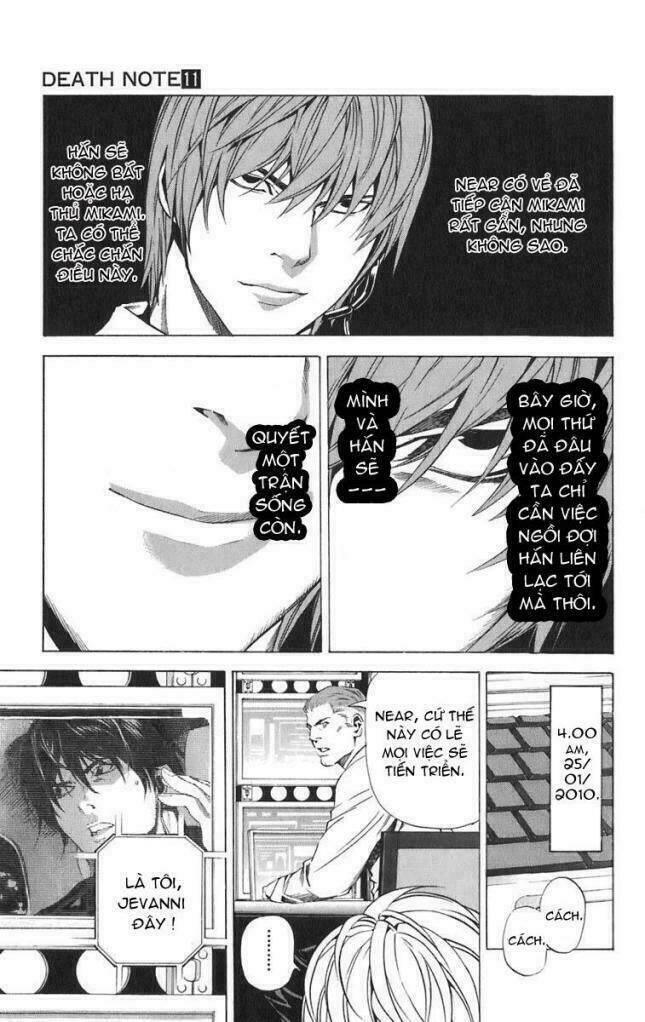 DEATH NOTE 11
NEAR CÓ VẺ ĐÃ
TIẾP CẬN MIKAMI
RẤT GẦN, NHƯNG
KHÔNG SAO.
HẮN SẼ
KHÔNG BẤT
HOẶC HẠ
THỦ MIKAMI.
TA CÓ THỂ
CHẮC CHẮN
ĐIỀU NÀY.
BÂY GIỜ,
MỌI THỨ
ĐÃ ĐÂU
VÀO ĐẤY
TA CHỈ
CẦN VIỆC
NGỒI ĐỢI
HẮN LIÊN
LẠC TỚI
MÀ THÔI.
MÌNH
VÀ
HẮN
SẼ
---
QUYẾT
MỘT
TRẬN
SỐNG
CÒN.
4.00
AM,
25/
01/
2010.
CÁCH.
CÁCH.
NEAR, CỨ THẾ
NÀY CÓ LẼ
MỌI VIỆC SẼ
TIẾN TRIỂN.
........
LÀ TÔI,
JEVANNI
ĐÂY !